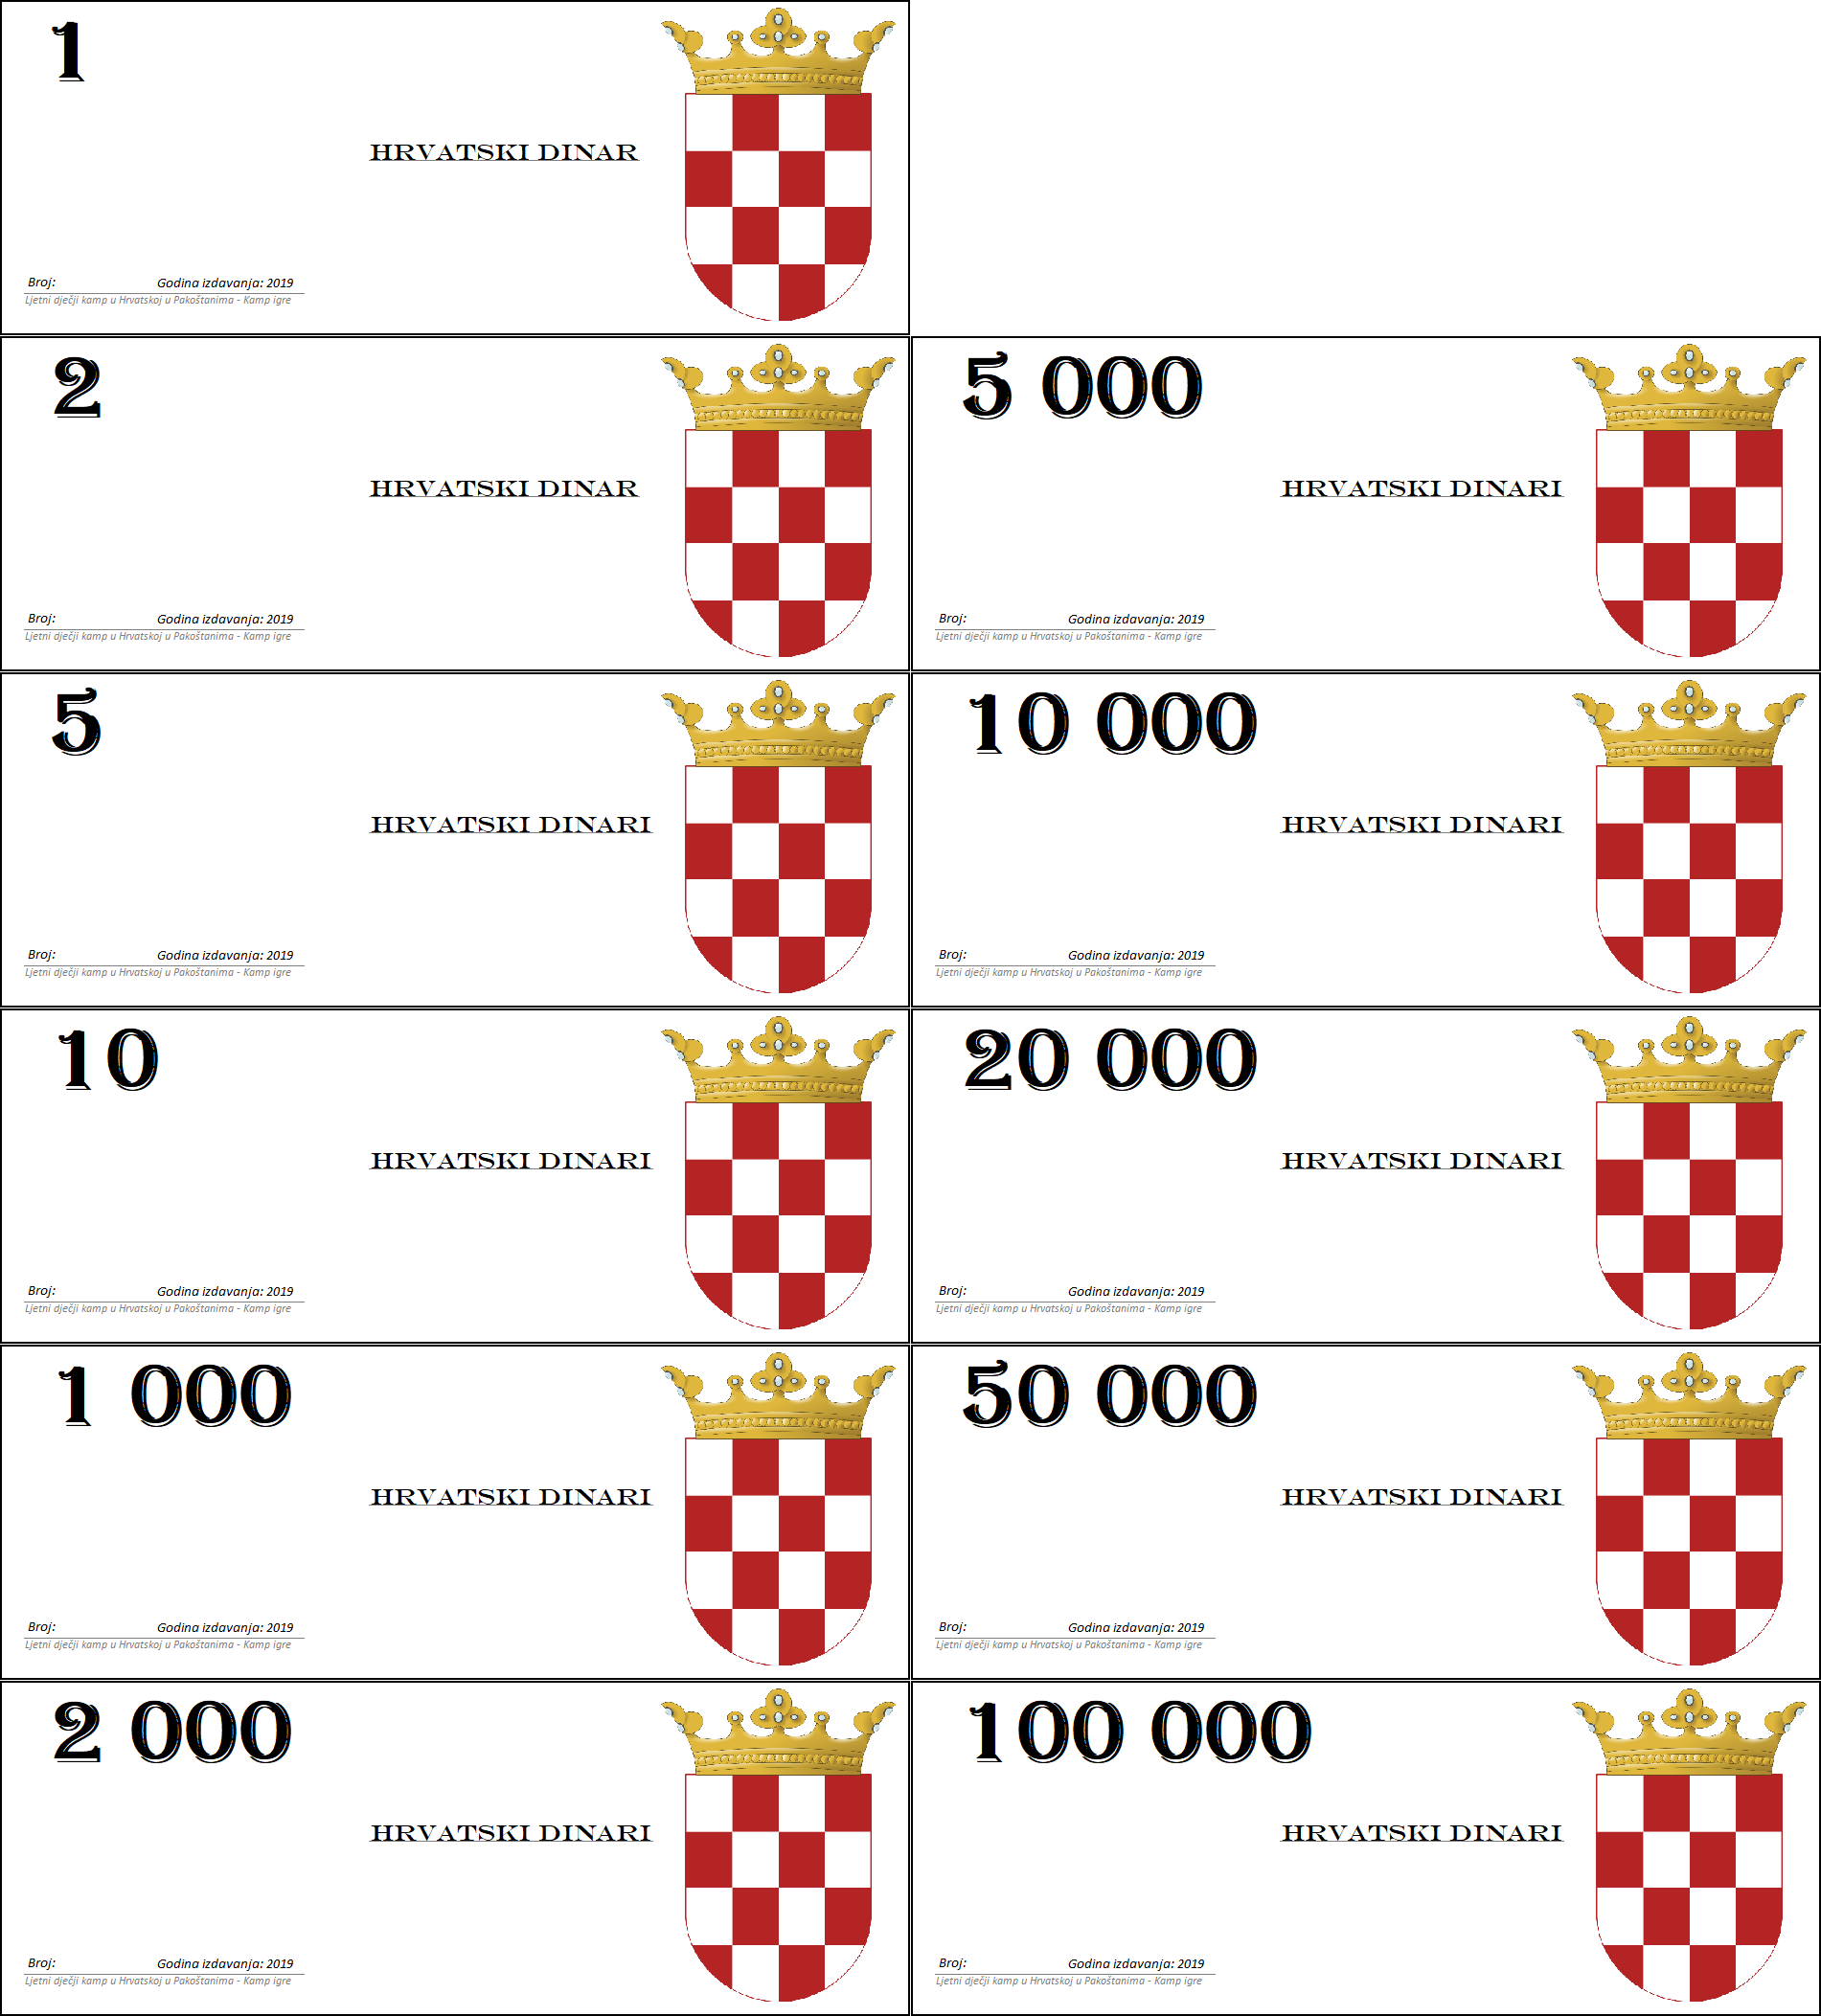 1
HRVATSKI DINAR
Broj: Godina izdavanja: 2019
Ljetni dječji kamp u Hrvatskoj u Pakoštanima - Kamp igre
2
HRVATSKI DINAR
Broj: Godina izdavanja: 2019
Ljetni dječji kamp u Hrvatskoj u Pakoštanima - Kamp igre
5 000
HRVATSKI DINARI
Broj: Godina izdavanja: 2019
Ljetni dječji kamp u Hrvatskoj u Pakoštanima - Kamp igre
5
HRVATSKI DINARI
Broj: Godina izdavanja: 2019
Ljetni dječji kamp u Hrvatskoj u Pakoštanima - Kamp igre
10 000
HRVATSKI DINARI
Broj: Godina izdavanja: 2019
Ljetni dječji kamp u Hrvatskoj u Pakoštanima - Kamp igre
10
HRVATSKI DINARI
Broj: Godina izdavanja: 2019
Ljetni dječji kamp u Hrvatskoj u Pakoštanima - Kamp igre
20 000
HRVATSKI DINARI
Broj: Godina izdavanja: 2019
Ljetni dječji kamp u Hrvatskoj u Pakoštanima - Kamp igre
1 000
HRVATSKI DINARI
Broj: Godina izdavanja: 2019
Ljetni dječji kamp u Hrvatskoj u Pakoštanima - Kamp igre
50 000
HRVATSKI DINARI
Broj: Godina izdavanja: 2019
Ljetni dječji kamp u Hrvatskoj u Pakoštanima - Kamp igre
2 000
HRVATSKI DINARI
Broj: Godina izdavanja: 2019
Ljetni dječji kamp u Hrvatskoj u Pakoštanima - Kamp igre
100 000
HRVATSKI DINARI
Broj: Godina izdavanja: 2019
Ljetni dječji kamp u Hrvatskoj u Pakoštanima - Kamp igre